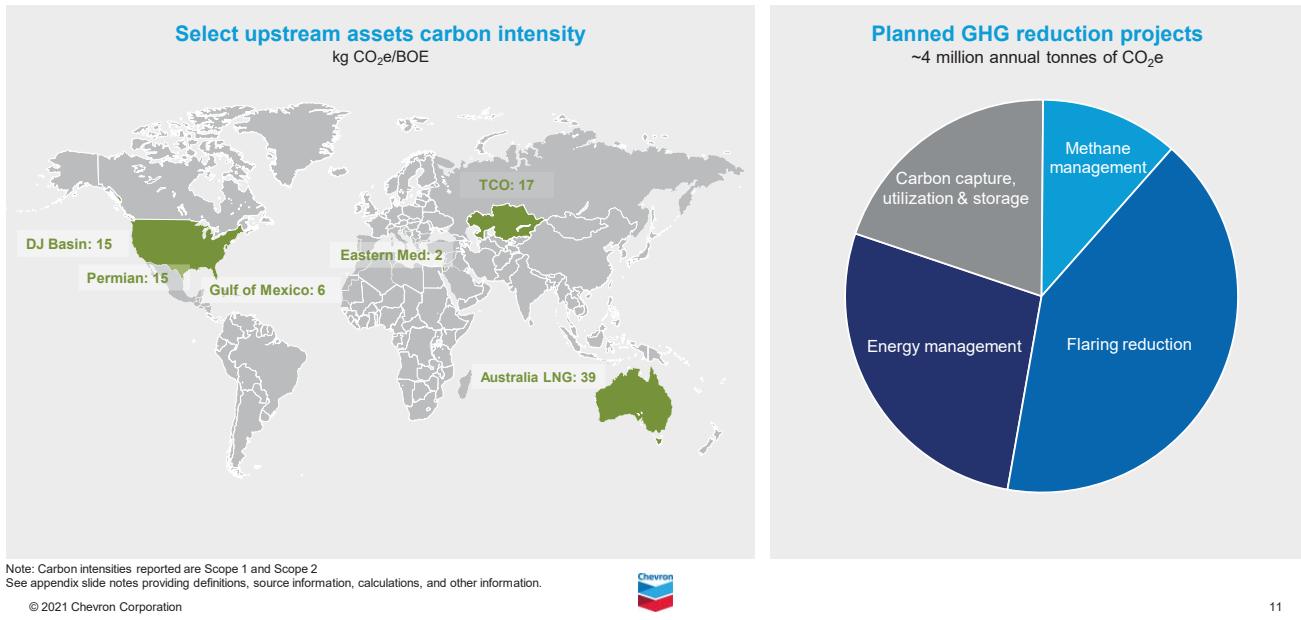 Select upstream assets carbon intensity
kg CO₂e/BOE
TCO: 17
DJ Basin: 15
Eastern Med: 2
Permian: 15
Gulf of Mexico: 6
Australia LNG: 39
Planned GHG reduction projects
~4 million annual tonnes of CO₂e
Methane
management
Carbon capture,
utilization & storage
Energy management
Flaring reduction
Note: Carbon intensities reported are Scope 1 and Scope 2
See appendix slide notes providing definitions, source information, calculations, and other information.
© 2021 Chevron Corporation
Chevron
11